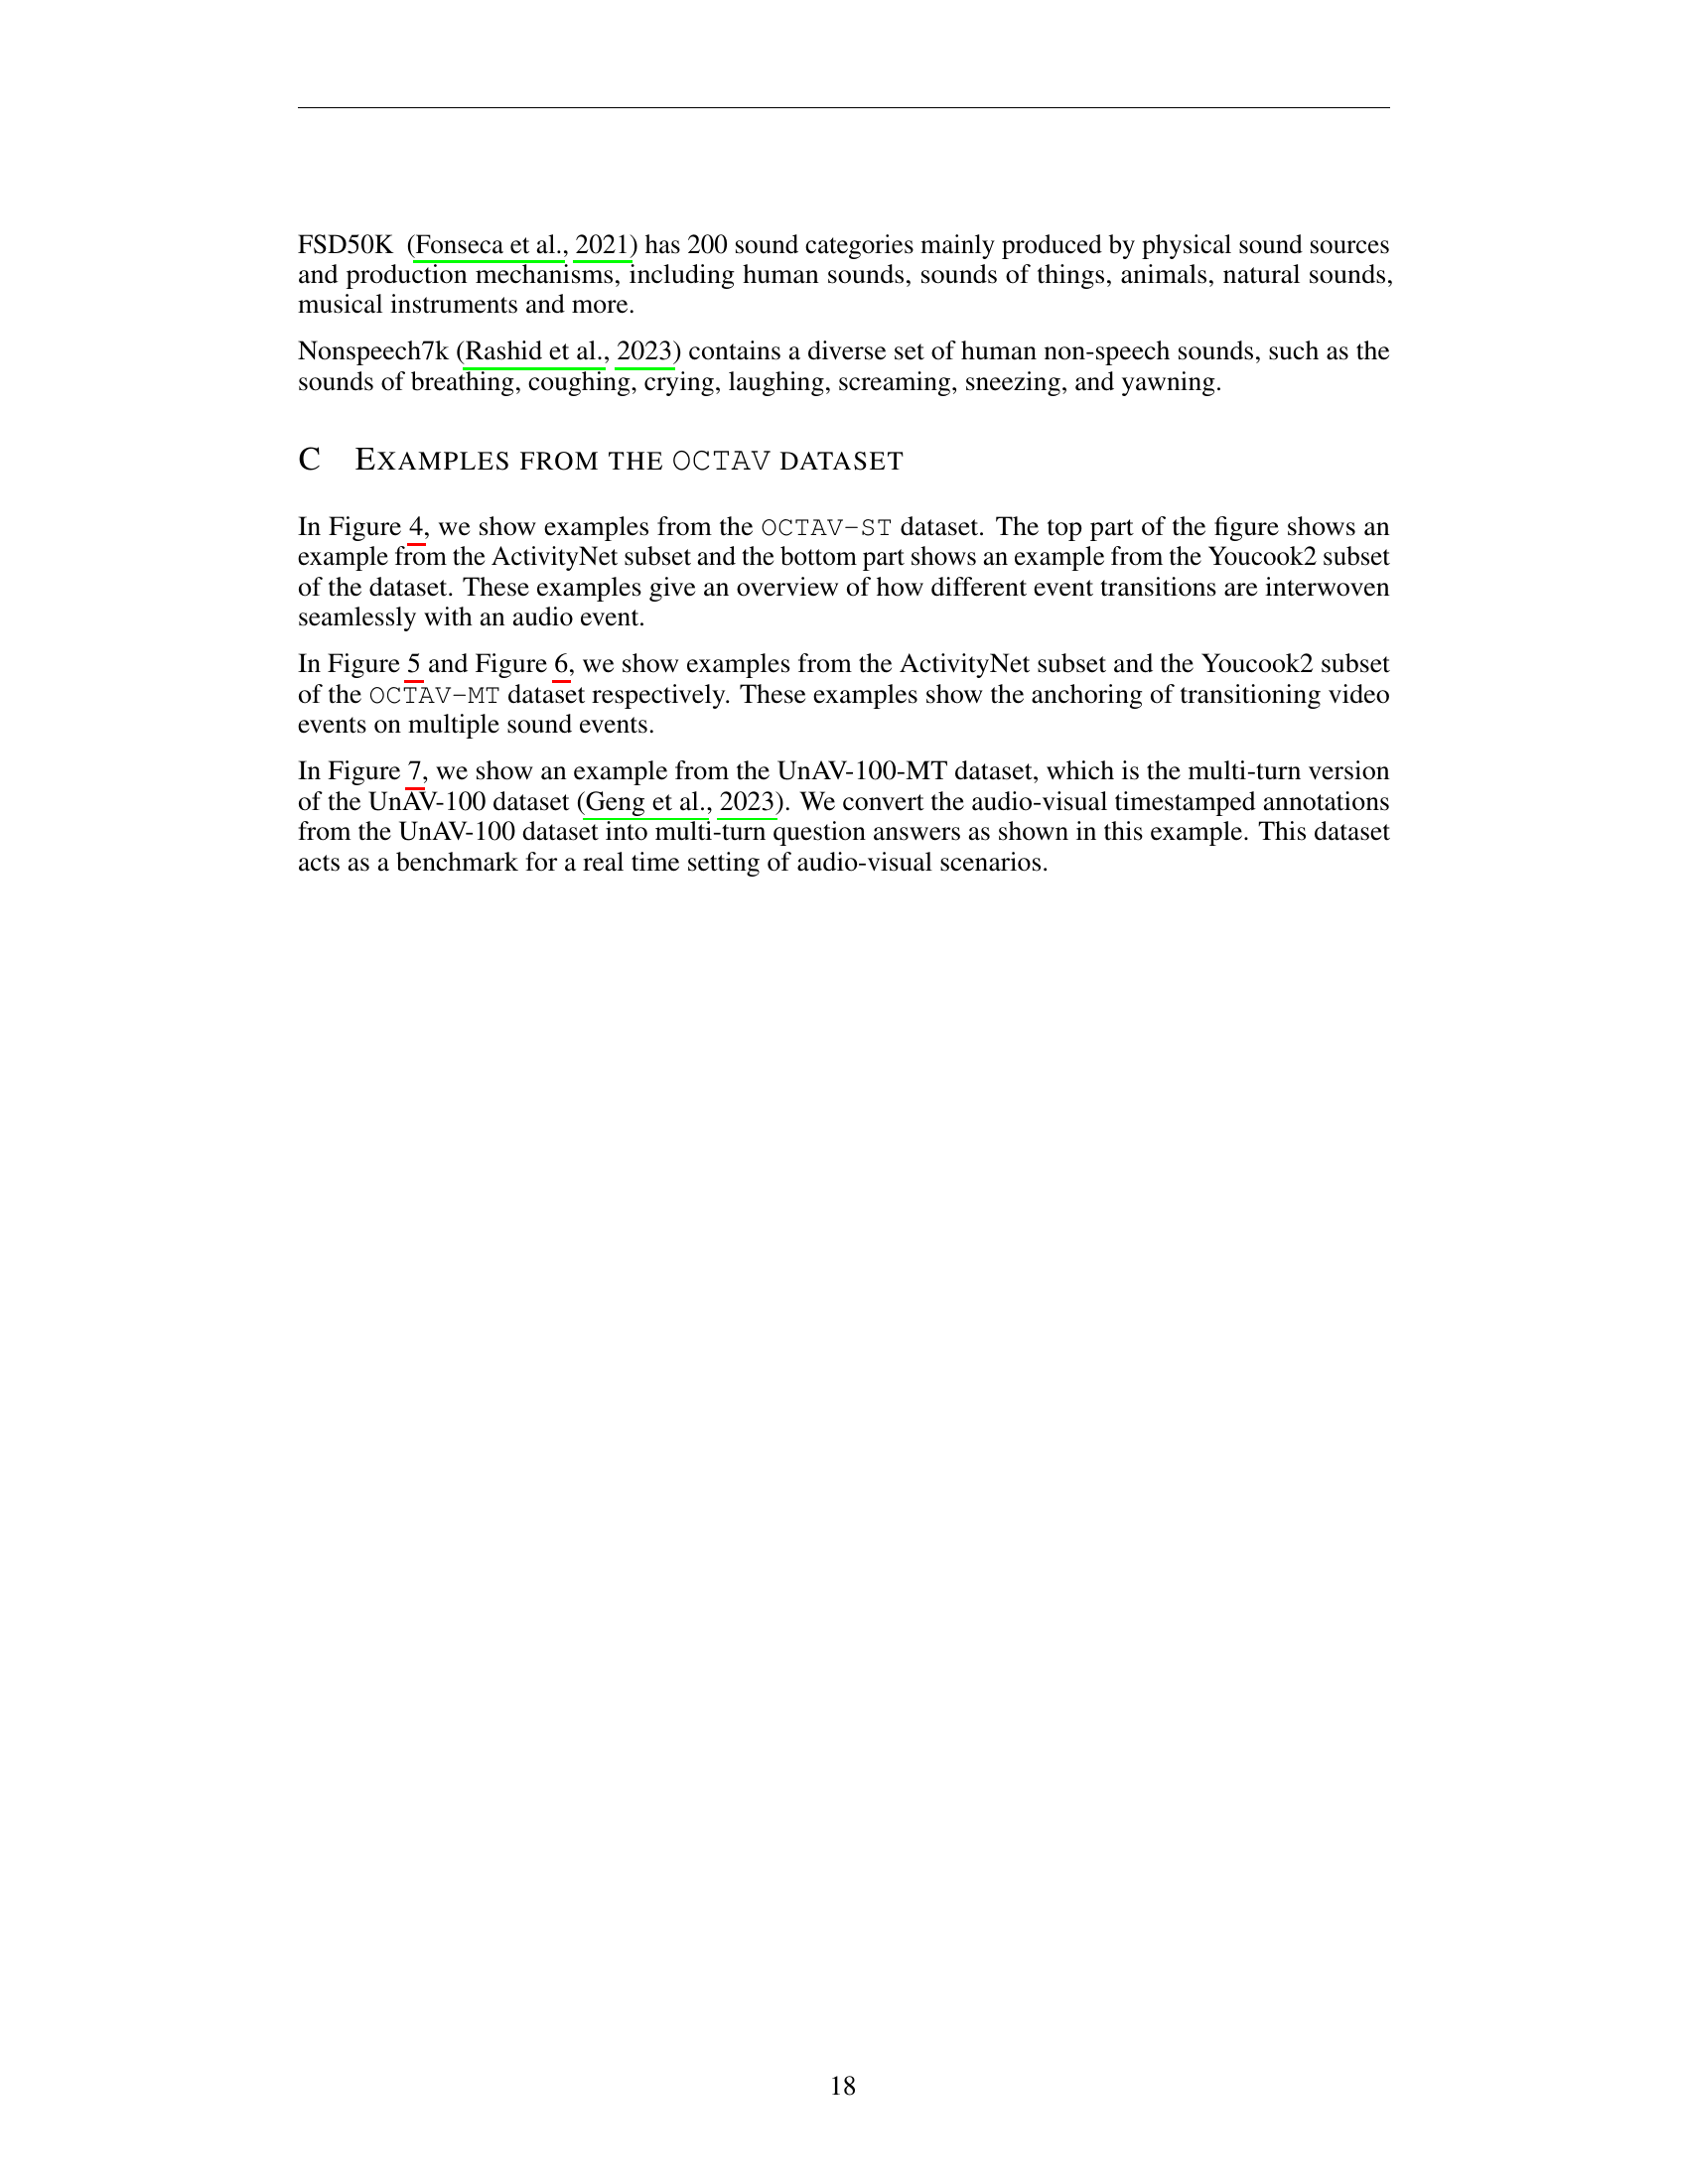 FSD50K (Fonseca et al., 2021) has 200 sound categories mainly produced by physical sound sources
and production mechanisms, including human sounds, sounds of things, animals, natural sounds,
musical instruments and more.
Nonspeech7k (Rashid et al., 2023) contains a diverse set of human non-speech sounds, such as the
sounds of breathing, coughing, crying, laughing, screaming, sneezing, and yawning.
C EXAMPLES FROM THE OCTAV DATASET
In Figure 4, we show examples from the OCTAV-ST dataset. The top part of the figure shows an
example from the ActivityNet subset and the bottom part shows an example from the Youcook2 subset
of the dataset. These examples give an overview of how different event transitions are interwoven
seamlessly with an audio event.
In Figure 5 and Figure 6, we show examples from the ActivityNet subset and the Youcook2 subset
of the OCTAV-MT dataset respectively. These examples show the anchoring of transitioning video
events on multiple sound events.
In Figure 7, we show an example from the UnAV-100-MT dataset, which is the multi-turn version
of the UnAV-100 dataset (Geng et al., 2023). We convert the audio-visual timestamped annotations
from the UnAV-100 dataset into multi-turn question answers as shown in this example. This dataset
acts as a benchmark for a real time setting of audio-visual scenarios.
18